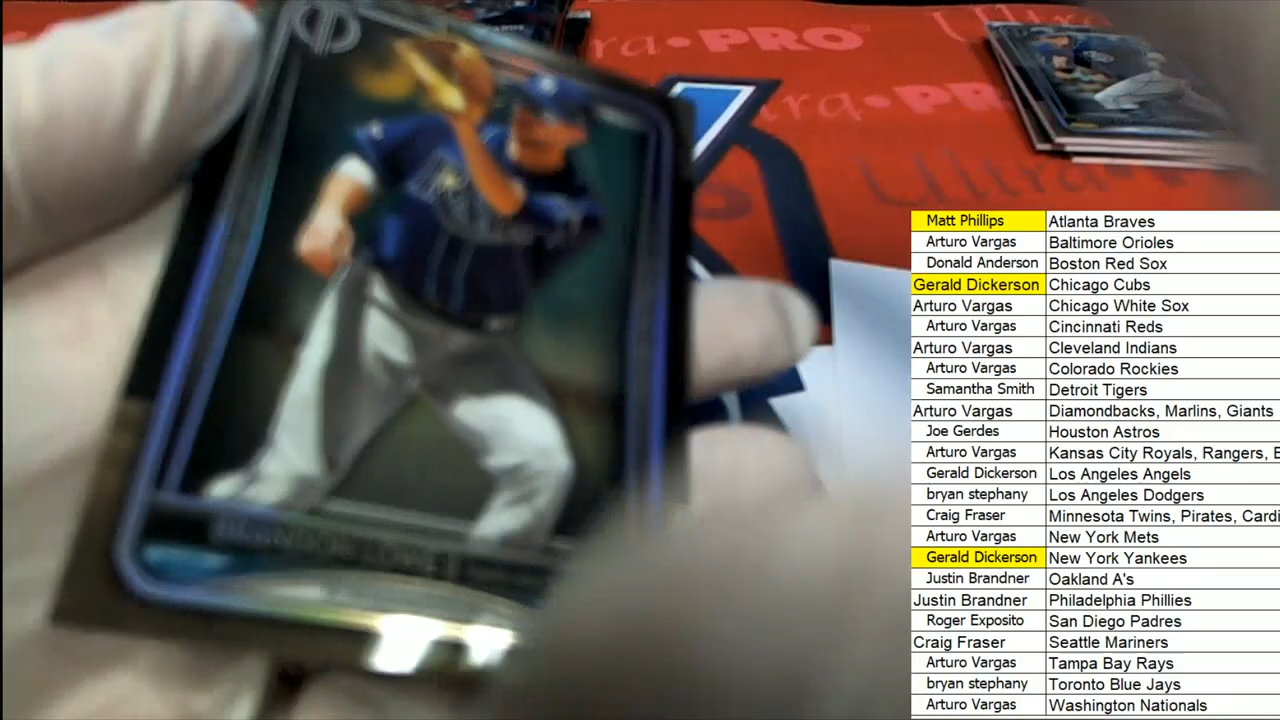 ra•PRO
Ultra
tra•PR
Ultra•P
Matt Phillips Atlanta Braves
Arturo Vargas Baltimore Orioles
Donald Anderson Boston Red Sox
Gerald Dickerson Chicago Cubs
Arturo Vargas Chicago White Sox
Arturo Vargas Cincinnati Reds
Arturo Vargas Cleveland Indians
Arturo Vargas Colorado Rockies
Samantha Smith Detroit Tigers
Arturo Vargas Diamondbacks, Marlins, Giants
Joe Gerdes Houston Astros
Arturo Vargas Kansas City Royals, Rangers, B
Gerald Dickerson Los Angeles Angels
bryan stephany Los Angeles Dodgers
Craig Fraser Minnesota Twins, Pirates, Cardi
Arturo Vargas New York Mets
Gerald Dickerson New York Yankees
Justin Brandner Oakland A's
Justin Brandner Philadelphia Phillies
Roger Exposito San Diego Padres
Craig Fraser Seattle Mariners
Arturo Vargas Tampa Bay Rays
bryan stephany Toronto Blue Jays
Arturo Vargas Washington Nationals